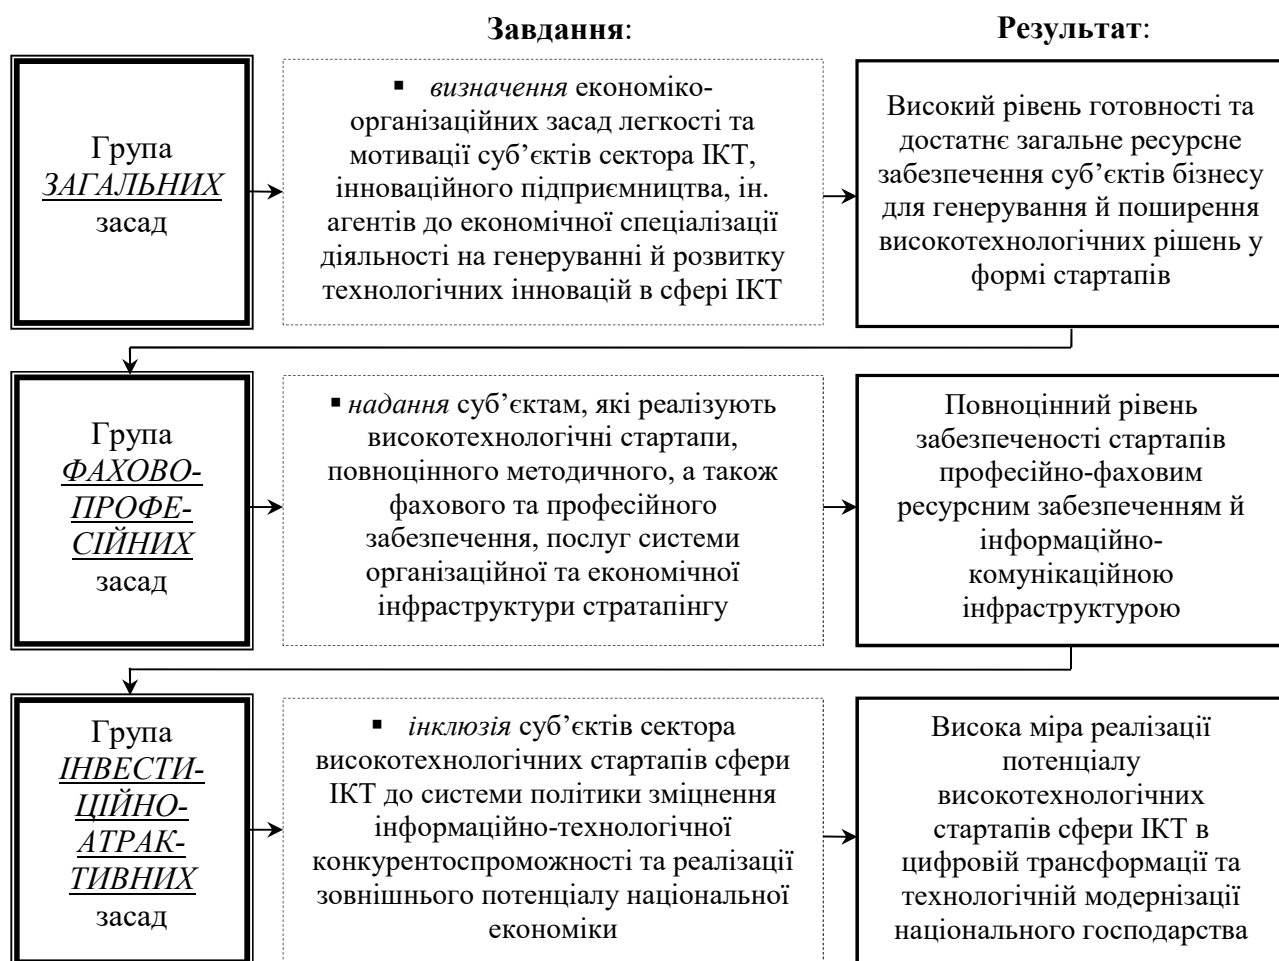 Завдання:
Результат:
Група
ЗАГАЛЬНИХ
засад
▪ визначення економіко-
організаційних засад легкості та
мотивації суб’єктів сектора ІКТ,
інноваційного підприємництва, ін.
агентів до економічної спеціалізації
діяльності на генеруванні й розвитку
технологічних інновацій в сфері ІКТ
Високий рівень готовності та
достатнє загальне ресурсне
забезпечення суб’єктів бізнесу
для генерування й поширення
високотехнологічних рішень у
формі стартапів
Група
ФАХОВО-
ПРОФЕ-
СІЙНИХ
засад
▪ надання суб’єктам, які реалізують
високотехнологічні стартапи,
повноцінного методичного, а також
фахового та професійного
забезпечення, послуг системи
організаційної та економічної
інфраструктури стратапінгу
Повноцінний рівень
забезпеченості стартапів
професійно-фаховим
ресурсним забезпеченням й
інформаційно-
комунікаційною
інфраструктурою
Група
ІНВЕСТИ-
ЦІЙНО-
АТРАК-
ТИВНИХ
засад
▪ інклюзія суб’єктів сектора
високотехнологічних стартапів сфери
ІКТ до системи політики зміцнення
інформаційно-технологічної
конкурентоспроможності та реалізації
зовнішнього потенціалу національної
економіки
Висока міра реалізації
потенціалу
високотехнологічних
стартапів сфери ІКТ в
цифровій трансформації та
технологічній модернізації
національного господарства